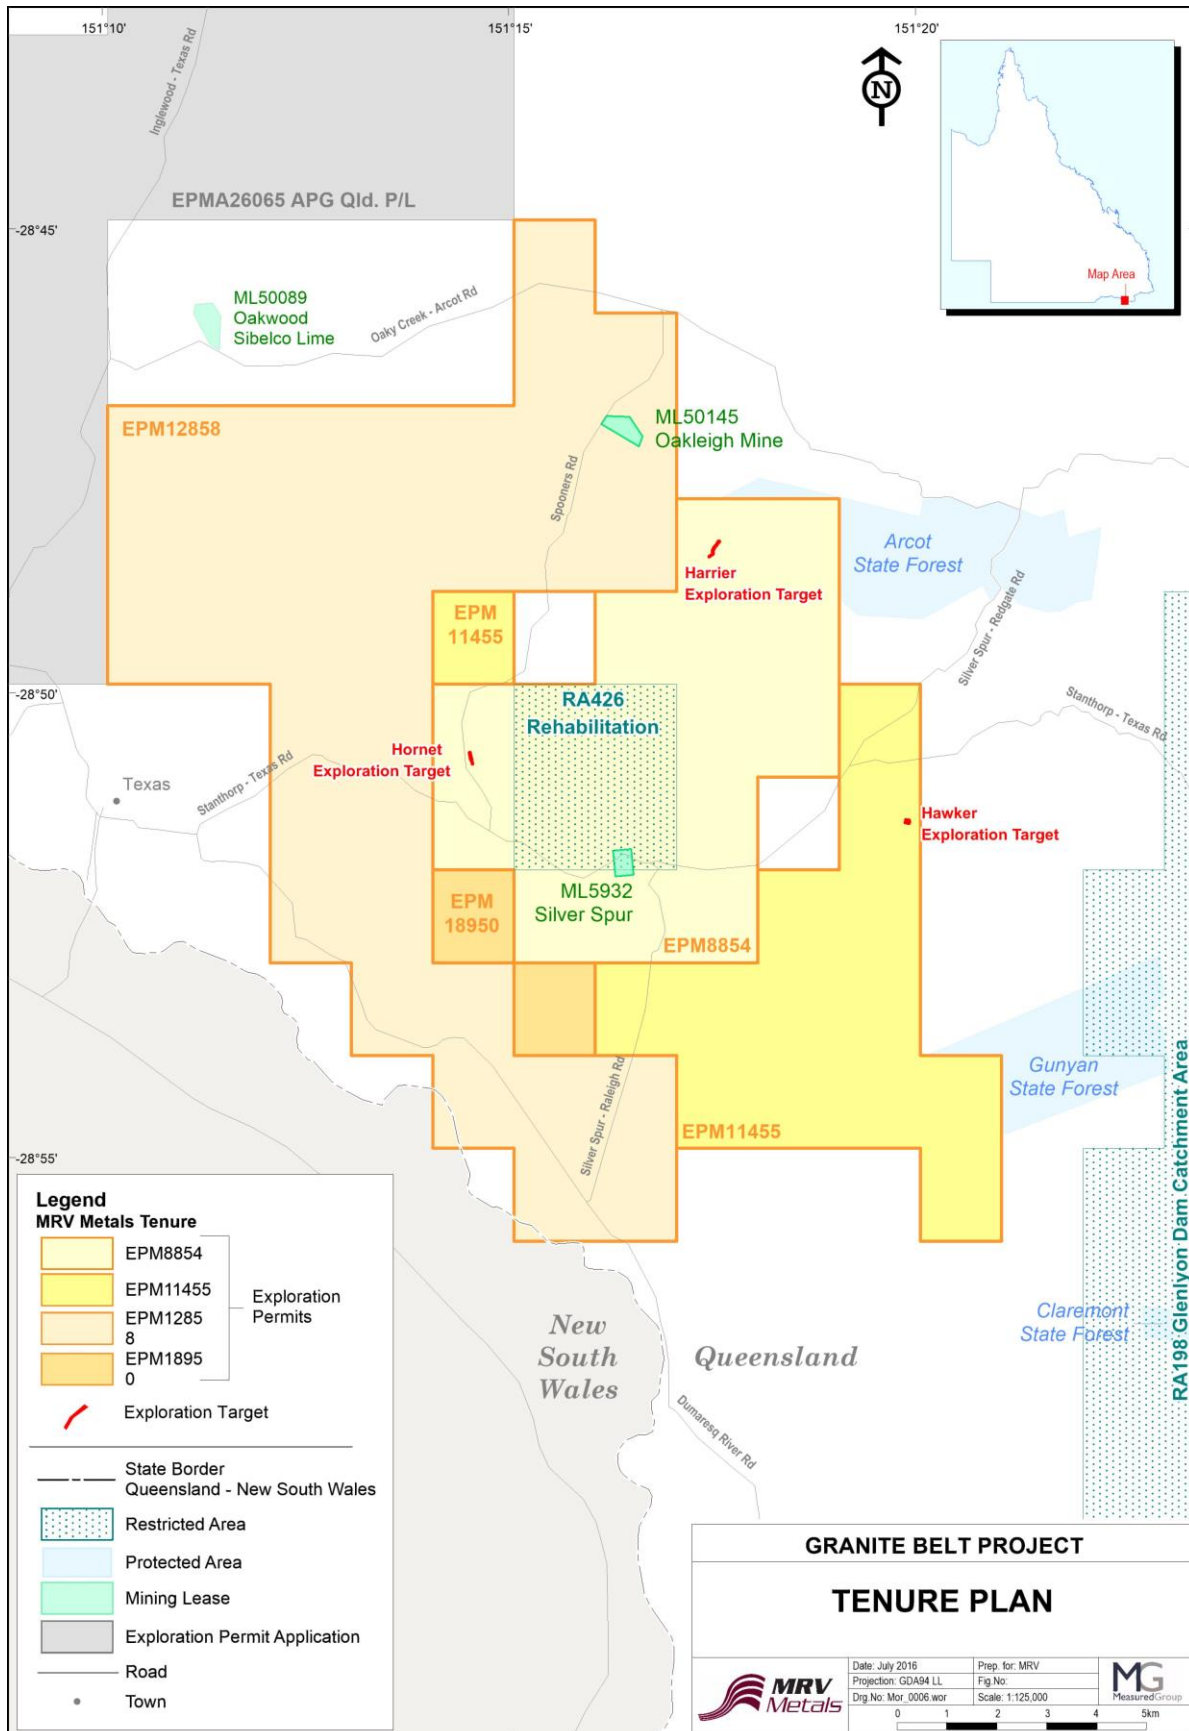 151°10'
151°15'
151°20'
Inglewood - Texas Rd
N
EPMA26065 APG Qld. P/L
-28°45'
Map Area
ML50089
Oakwood
Sibelco Lime
Oaky Creek - Arcot Rd
EPM12858
ML50145
Oakleigh Mine
Spooners Rd
Arcot
State Forest
Harrier
Exploration Target
EPM
11455
Silver Spur - Redgate Rd
-28°50'
RA426
Rehabilitation
Stanthorp - Texas Rd
Hornet
Exploration Target
Texas
Stanthorp - Texas Rd
Hawker
Exploration Target
ML5932
Silver Spur
EPM
18950
EPM8854
Gunyan
State Forest
Silver Spur - Raleigh Rd
EPM11455
-28°55'
RA198 Glenlyon Dam Catchment Area
Claremont
State Forest
New
South
Wales
Queensland
Dumaresq River Rd
Legend
MRV Metals Tenure
EPM8854
EPM11455
EPM1285
8
EPM1895
0
Exploration
Permits
Exploration Target
State Border
Queensland - New South Wales
Restricted Area
Protected Area
Mining Lease
Exploration Permit Application
Road
Town
GRANITE BELT PROJECT
TENURE PLAN
MRV
Metals
Date: July 2016
Prep. for: MRV
Projection: GDA94 LL
Fig.No:
Drg.No: Mor_0006.wor
Scale: 1:125,000
MG
MeasuredGroup
0 1 2 3 4 5km